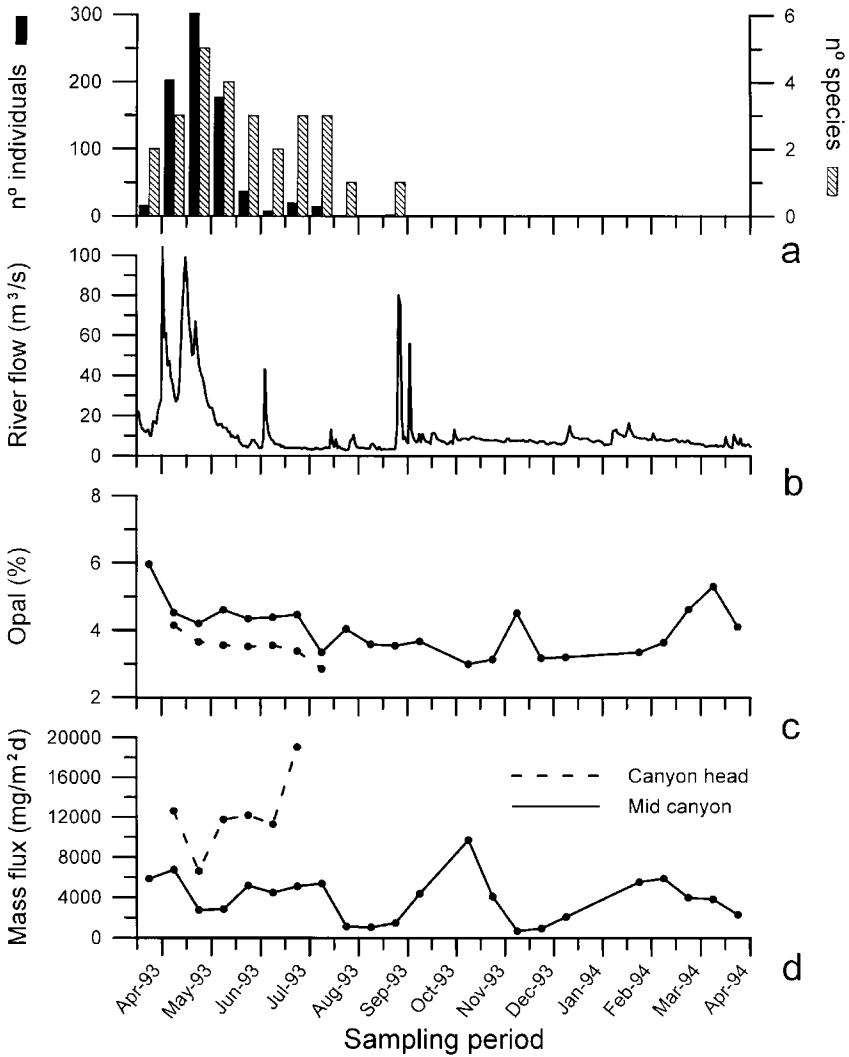 nº individuals
300
200
100
0
6
4
2
0
nº species
a
River flow (m³/s)
100
80
60
40
20
0
b
Opal (%)
8
6
4
2
c
Mass flux (mg/m²d)
20000
16000
12000
8000
4000
0
Canyon head
Mid canyon
d
Apr-93
May-93
Jun-93
Jul-93
Aug-93
Sep-93
Oct-93
Nov-93
Dec-93
Jan-94
Feb-94
Mar-94
Apr-94
Sampling period